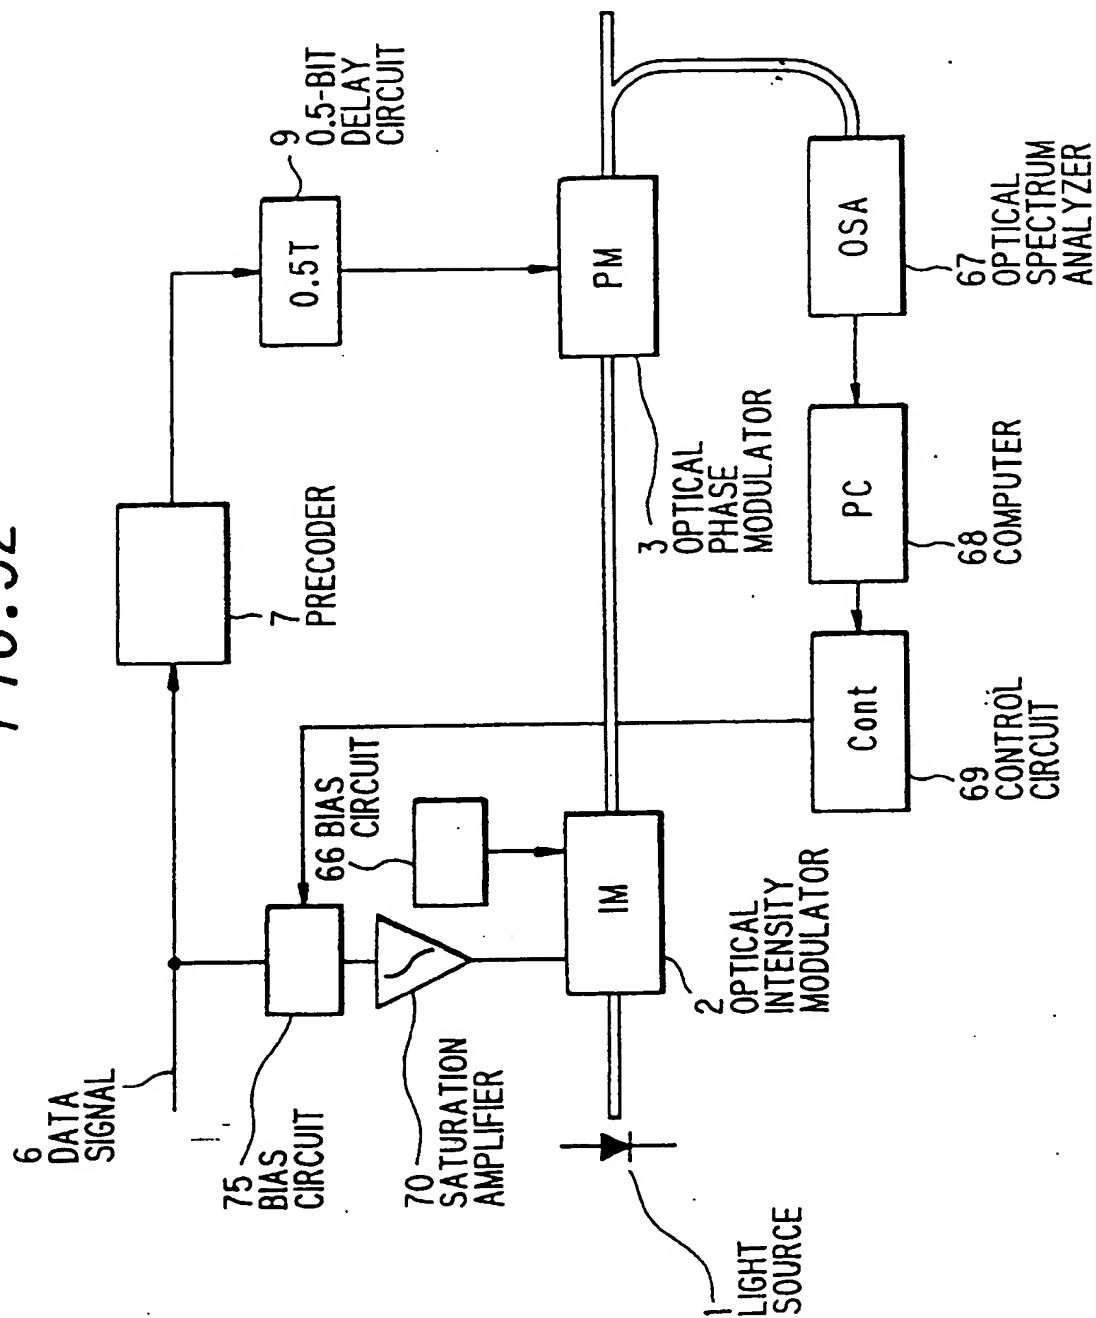 FIG.32
6
DATA
SIGNAL
75
BIAS
CIRCUIT
70
SATURATION
AMPLIFIER
1
LIGHT
SOURCE
7
PRECODER
9
0.5-BIT
DELAY
CIRCUIT
0.5T
66 BIAS
CIRCUIT
IM
2
OPTICAL
INTENSITY
MODULATOR
PM
3
OPTICAL
PHASE
MODULATOR
OSA
67
OPTICAL
SPECTRUM
ANALYZER
PC
68
COMPUTER
Cont
69
CONTROL
CIRCUIT